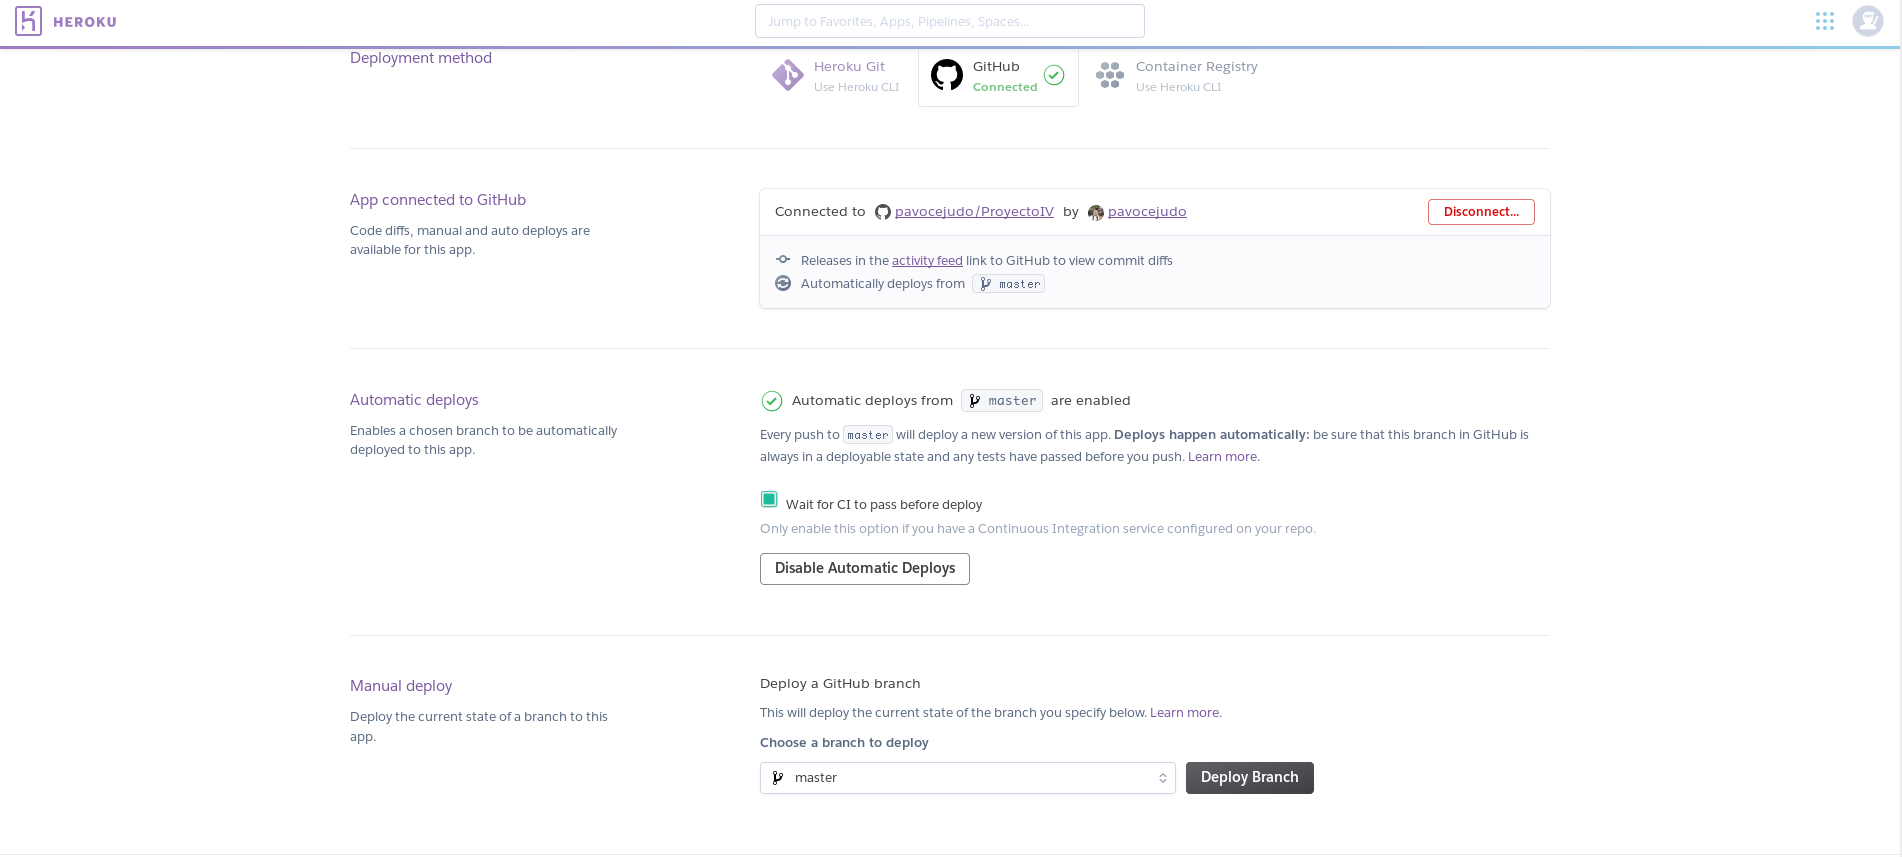 HEROKU
Jump to Favorites, Apps, Pipelines, Spaces...
Deployment method
Heroku Git
Use Heroku CLI
GitHub
Connected
Container Registry
Use Heroku CLI
App connected to GitHub
Code diffs, manual and auto deploys are
available for this app.
Connected to pavocejudo/ProyectoIV by pavocejudo
Disconnect...
Releases in the activity feed link to GitHub to view commit diffs
Automatically deploys from master
Automatic deploys
Enables a chosen branch to be automatically
deployed to this app.
Automatic deploys from master are enabled
Every push to master will deploy a new version of this app. Deploys happen automatically: be sure that this branch in GitHub is
always in a deployable state and any tests have passed before you push. Learn more.
Wait for CI to pass before deploy
Only enable this option if you have a Continuous Integration service configured on your repo.
Disable Automatic Deploys
Manual deploy
Deploy the current state of a branch to this
app.
Deploy a GitHub branch
This will deploy the current state of the branch you specify below. Learn more.
Choose a branch to deploy
master
Deploy Branch